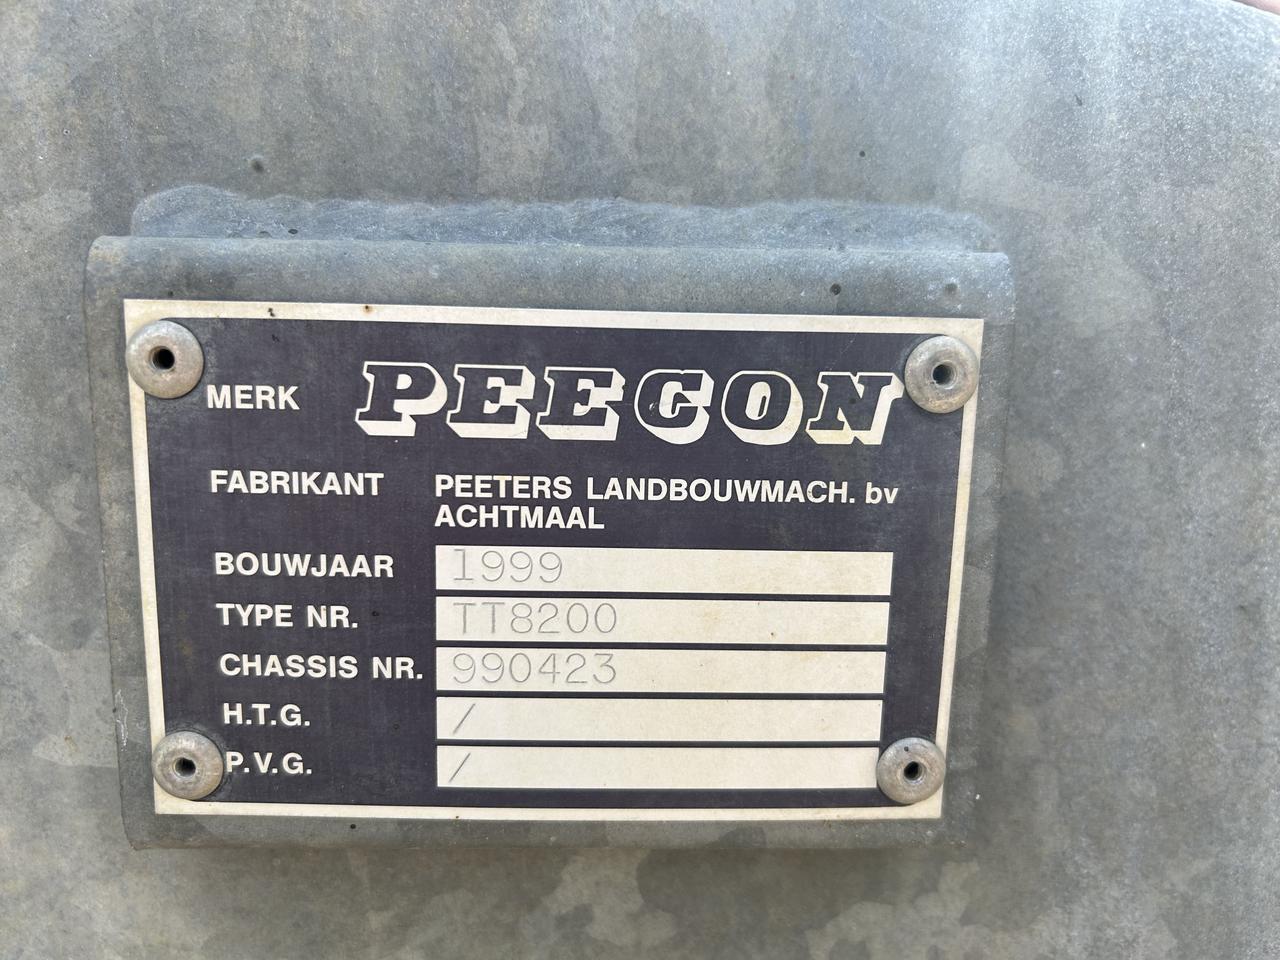 MERK PEECON
FABRIKANT PEETERS LANDBOUWMACH. bv
ACHTMAAL
BOUWJAAR 1999
TYPE NR. TT8200
CHASSIS NR. 990423
H.T.G. /
P.V.G. /